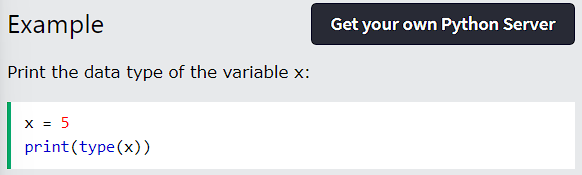 Example
Get your own Python Server
Print the data type of the variable x:
x = 5
print(type(x))